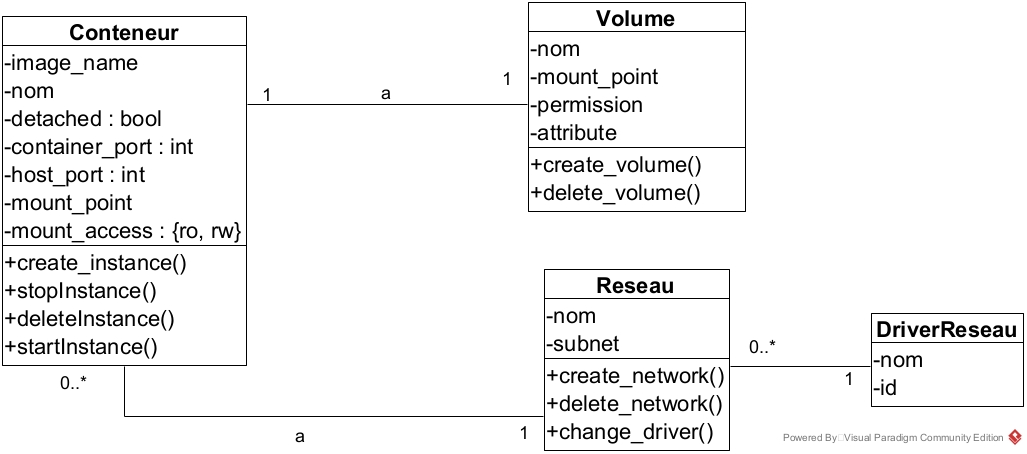 Conteneur
-image_name
-nom
-detached : bool
-container_port : int
-host_port : int
-mount_point
-mount_access : {ro, rw}
+create_instance()
+stopInstance()
+deleteInstance()
+startInstance()
1
a
1
Volume
-nom
-mount_point
-permission
-attribute
+create_volume()
+delete_volume()
0..*
a
1
Reseau
-nom
-subnet
+create_network()
+delete_network()
+change_driver()
0..*
1
DriverReseau
-nom
-id
Powered By Visual Paradigm Community Edition